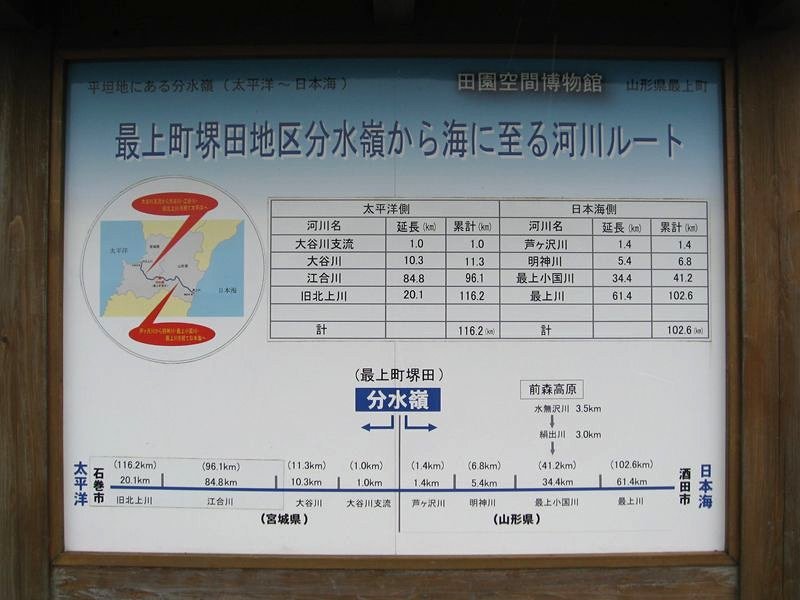 平坦地にある分水嶺（太平洋～日本海）
田園空間博物館 山形県最上町
最上町堺田地区分水嶺から海に至る河川ルート
太平洋
日本海
宮城県
山形県
太平洋側 日本海側
河川名 延長(km) 累計(km) 河川名 延長(km) 累計(km)
大谷川支流 1.0 1.0 芦ヶ沢川 1.4 1.4
大谷川 10.3 11.3 明神川 5.4 6.8
江合川 84.8 96.1 最上小国川 34.4 41.2
旧北上川 20.1 116.2 最上川 61.4 102.6
計 116.2(km) 計 102.6(km)
(最上町堺田)
分水嶺
前森高原
水無沢川 3.5km
絹出川 3.0km
太平洋
石巻市
(116.2km) (96.1km) (11.3km) (1.0km) (1.4km) (6.8km) (41.2km) (102.6km)
20.1km 84.8km 10.3km 1.0km 1.4km 5.4km 34.4km 61.4km
旧北上川 江合川 大谷川 大谷川支流 芦ヶ沢川 明神川 最上小国川 最上川
酒田市
日本海
(宮城県) (山形県)